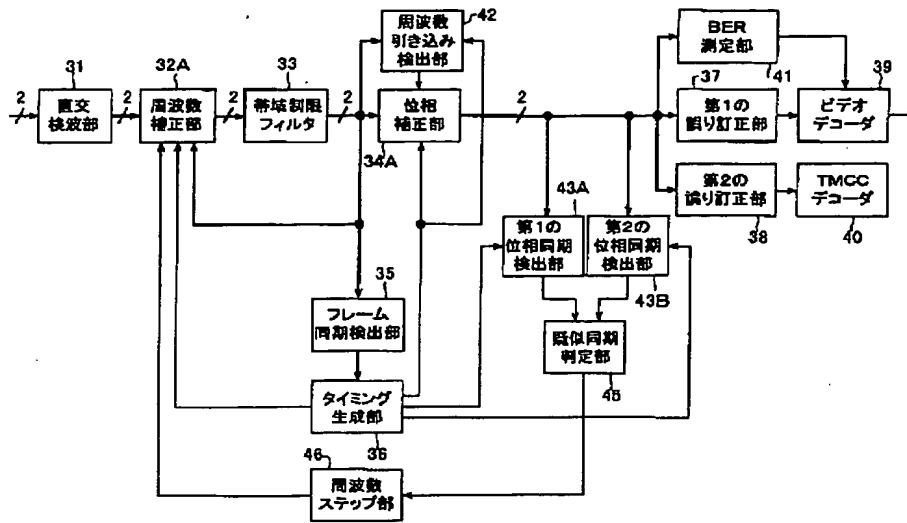 42
周波数
引き込み
検出部
BER
測定部
41
31
直交
検波部
32A
周波数
補正部
33
帯域制限
フィルタ
位相
補正部
34A
37
第1の
誤り訂正部
39
ビデオ
デコーダ
2
2
2
2
2
第2の
誤り訂正部
38
TMCC
デコーダ
40
43A
第1の
位相同期
検出部
第2の
位相同期
検出部
43B
35
フレーム
同期検出部
既似同期
判定部
45
タイミング
生成部
36
46
周波数
ステップ部